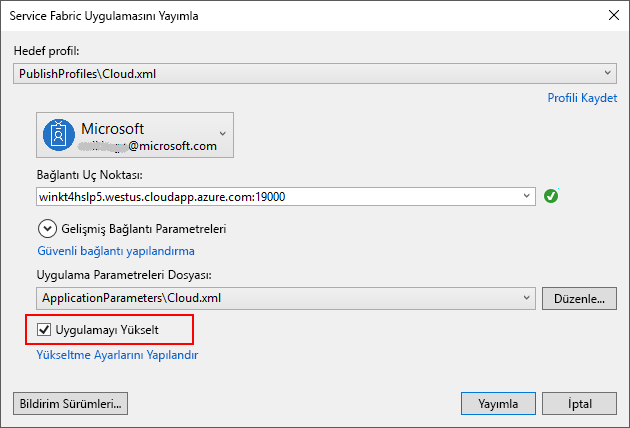 Service Fabric Uygulamasını Yayımla
Hedef profil:
PublishProfiles\Cloud.xml
Profili Kaydet
Microsoft
@microsoft.com
Bağlantı Uç Noktası:
winkt4hslp5.westus.cloudapp.azure.com:19000
Gelişmiş Bağlantı Parametreleri
Güvenli bağlantı yapılandırma
Uygulama Parametreleri Dosyası:
ApplicationParameters\Cloud.xml
Düzenle...
Uygulamayı Yükselt
Yükseltme Ayarlarını Yapılandır
Bildirim Sürümleri...
Yayımla
İptal